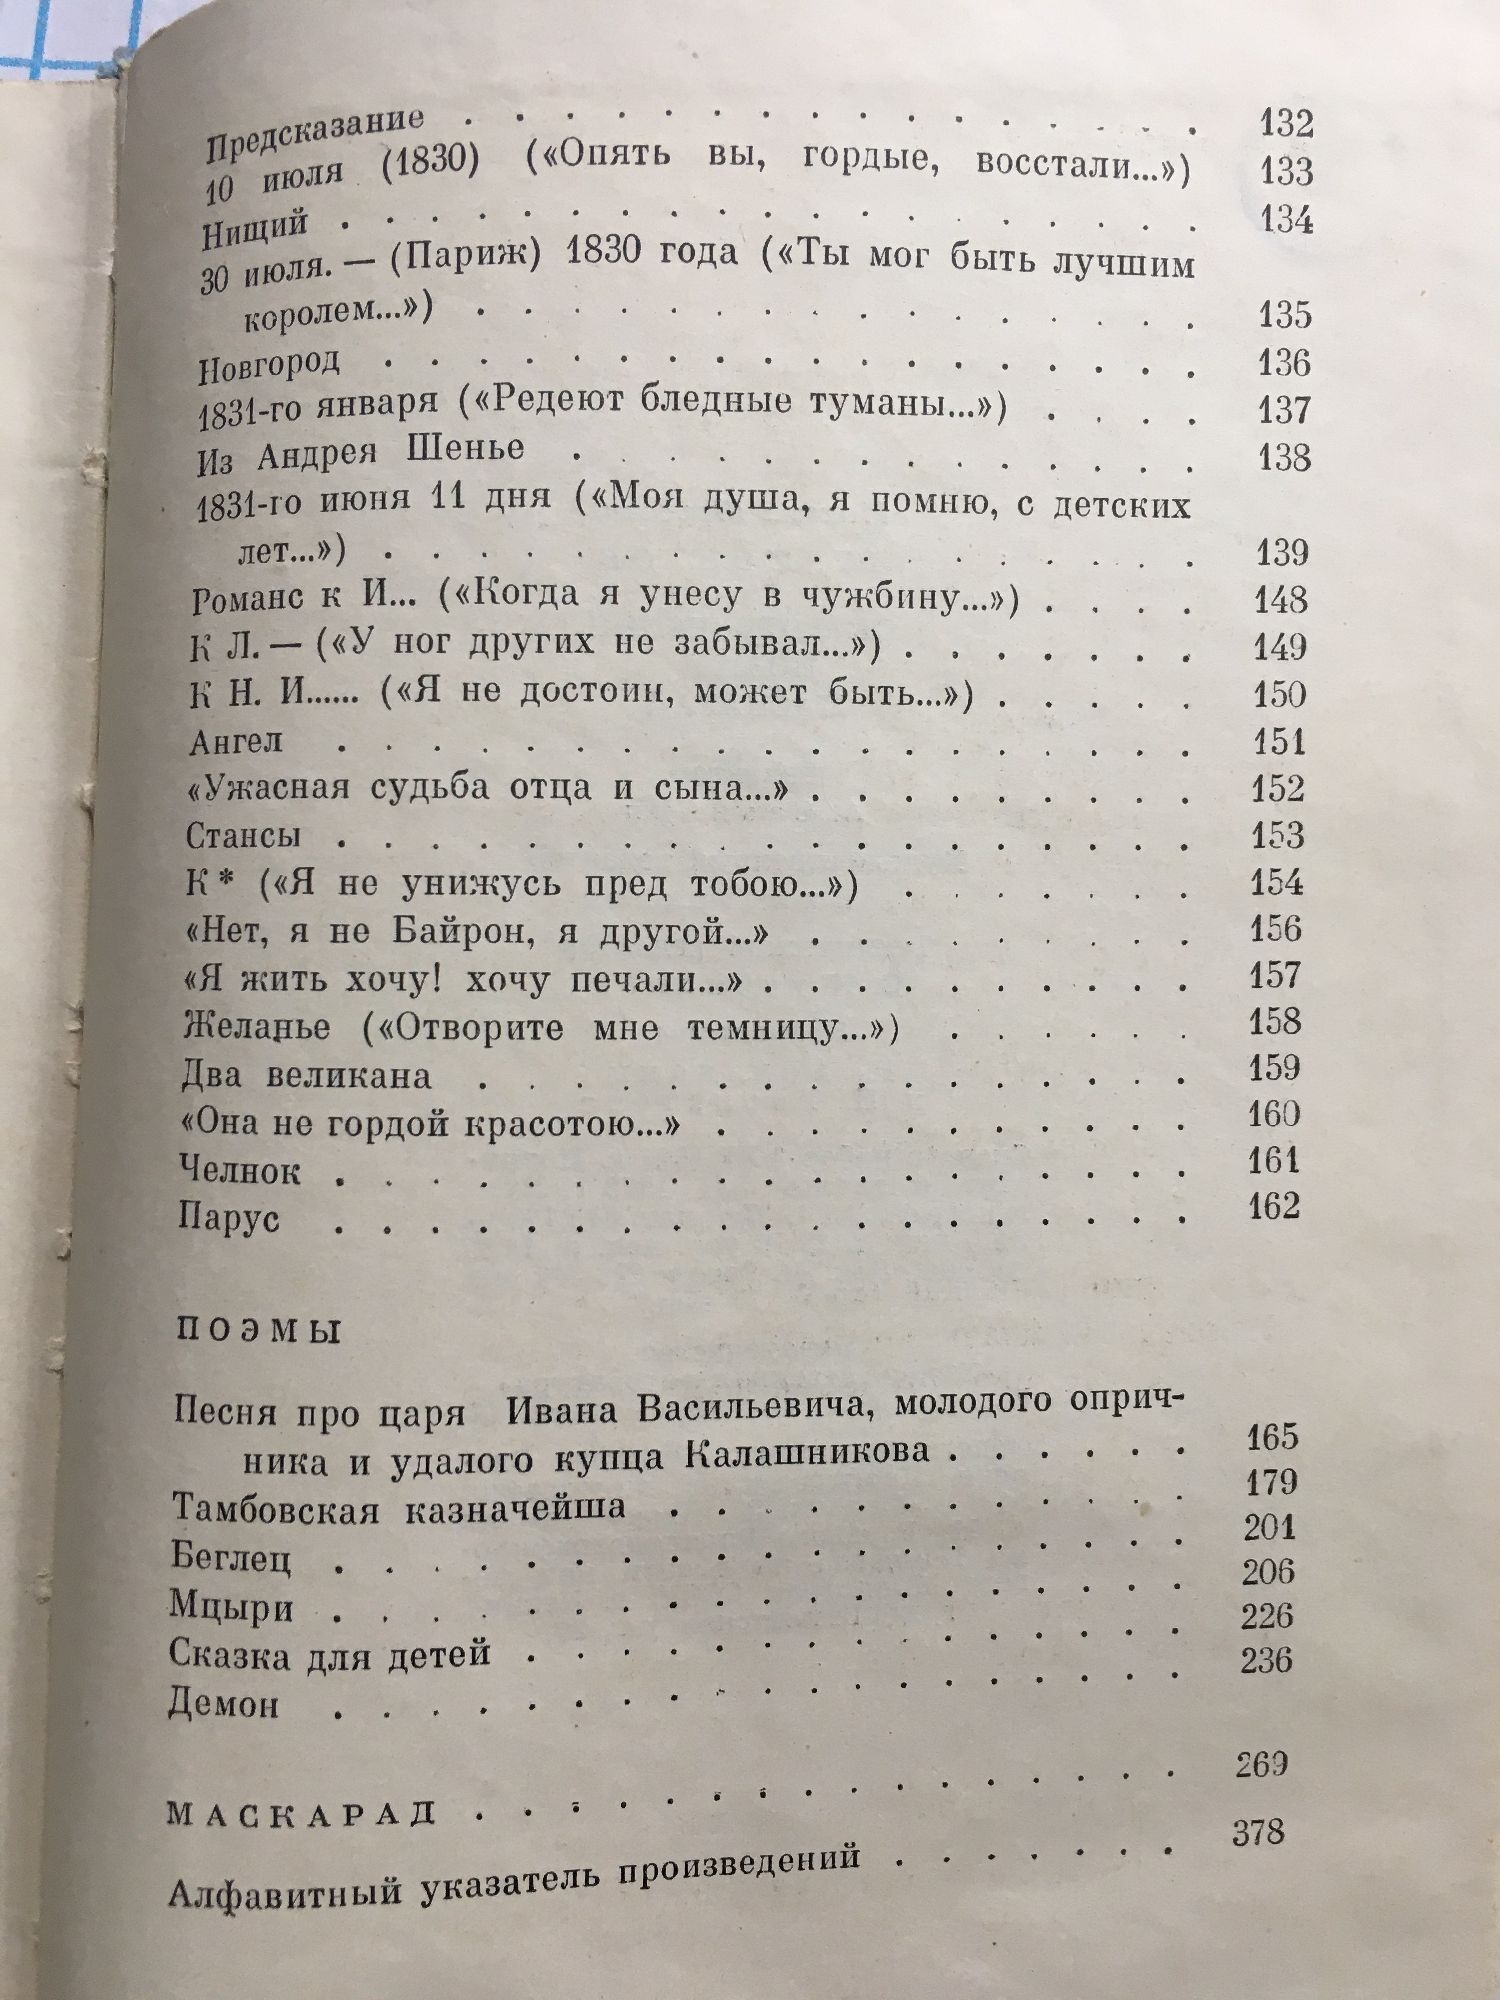 Предсказание . . . . . . . . . . . . . . . . 132
10 июля (1830) («Опять вы, гордые, восстали...») 133
Нищий . . . . . . . . . . . . . . . . . . 134
30 июля. — (Париж) 1830 года («Ты мог быть лучшим
королем...») . . . . . . . . . . . . . . . . 135
Новгород . . . . . . . . . . . . . . . . . 136
1831-го января («Редеют бледные туманы...») . . . . 137
Из Андрея Шенье . . . . . . . . . . . . . 138
1831-го июня 11 дня («Моя душа, я помню, с детских
лет...») . . . . . . . . . . . . . . . . . . 139
Романс к И... («Когда я унесу в чужбину...») . . . . 148
К Л. — («У ног других не забывал...») . . . . . . . 149
К Н. И...... («Я не достоин, может быть...») . . . . . 150
Ангел . . . . . . . . . . . . . . . . . . 151
«Ужасная судьба отца и сына...» . . . . . . . . . 152
Стансы . . . . . . . . . . . . . . . . . . 153
К * («Я не унижусь пред тобою...») . . . . . . . 154
«Нет, я не Байрон, я другой...» . . . . . . . . . 156
«Я жить хочу! хочу печали...» . . . . . . . . . . 157
Желанье («Отворите мне темницу...») . . . . . . 158
Два великана . . . . . . . . . . . . . . . . 159
«Она не гордой красотою...» . . . . . . . . . . . 160
Челнок . . . . . . . . . . . . . . . . . . 161
Парус . . . . . . . . . . . . . . . . . . 162
ПОЭМЫ
Песня про царя Ивана Васильевича, молодого оприч-
ника и удалого купца Калашникова . . . . . . 165
Тамбовская казначейша . . . . . . . . . . . 179
Беглец . . . . . . . . . . . . . . . . . . 201
Мцыри . . . . . . . . . . . . . . . . . . 206
Сказка для детей . . . . . . . . . . . . . . 226
Демон . . . . . . . . . . . . . . . . . . 236
МАСКАРАД . . . . . . . . . . . . . . . 269
Алфавитный указатель произведений . . . . . . . 378